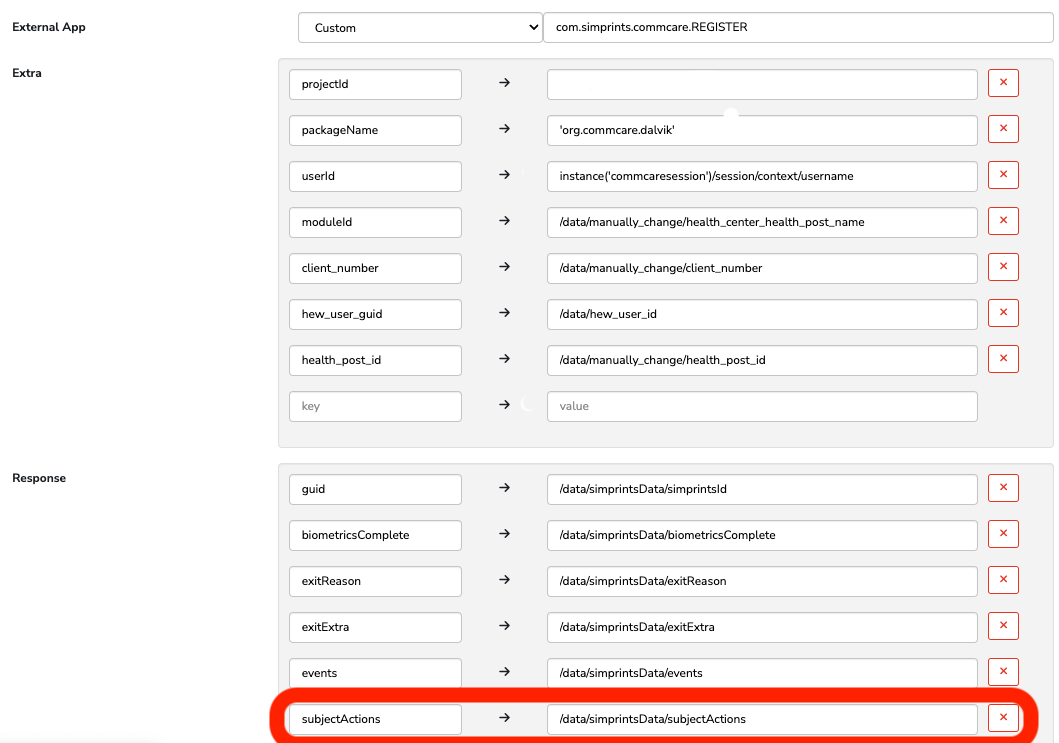 External App Custom com.simprints.commcare.REGISTER
Extra
projectId →
packageName → 'org.commcare.dalvik' ×
userId → instance('commcaresession')/session/context/username ×
moduleId → /data/manually_change/health_center_health_post_name ×
client_number → /data/manually_change/client_number ×
hew_user_guid → /data/hew_user_id ×
health_post_id → /data/manually_change/health_post_id ×
key → value
Response
guid → /data/simprintsData/simprintsId ×
biometricsComplete → /data/simprintsData/biometricsComplete ×
exitReason → /data/simprintsData/exitReason ×
exitExtra → /data/simprintsData/exitExtra ×
events → /data/simprintsData/events ×
subjectActions → /data/simprintsData/subjectActions ×